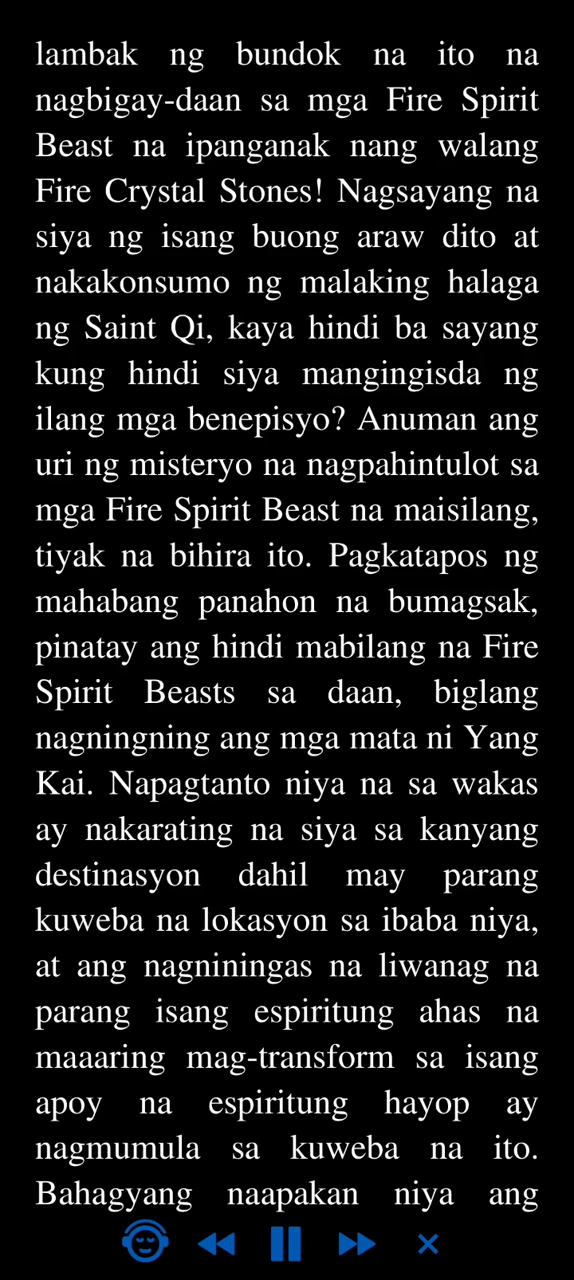 lambak ng bundok na ito na
nagbigay-daan sa mga Fire Spirit
Beast na ipanganak nang walang
Fire Crystal Stones! Nagsayang na
siya ng isang buong araw dito at
nakakonsumo ng malaking halaga
ng Saint Qi, kaya hindi ba sayang
kung hindi siya mangingisda ng
ilang mga benepisyo? Anuman ang
uri ng misteryo na nagpahintulot sa
mga Fire Spirit Beast na maisilang,
tiyak na bihira ito. Pagkatapos ng
mahabang panahon na bumagsak,
pinatay ang hindi mabilang na Fire
Spirit Beasts sa daan, biglang
nagningning ang mga mata ni Yang
Kai. Napagtanto niya na sa wakas
ay nakarating na siya sa kanyang
destinasyon dahil may parang
kuweba na lokasyon sa ibaba niya,
at ang nagniningas na liwanag na
parang isang espiritung ahas na
maaaring mag-transform sa isang
apoy na espiritung hayop ay
nagmumula sa kuweba na ito.
Bahagyang naapakan niya ang